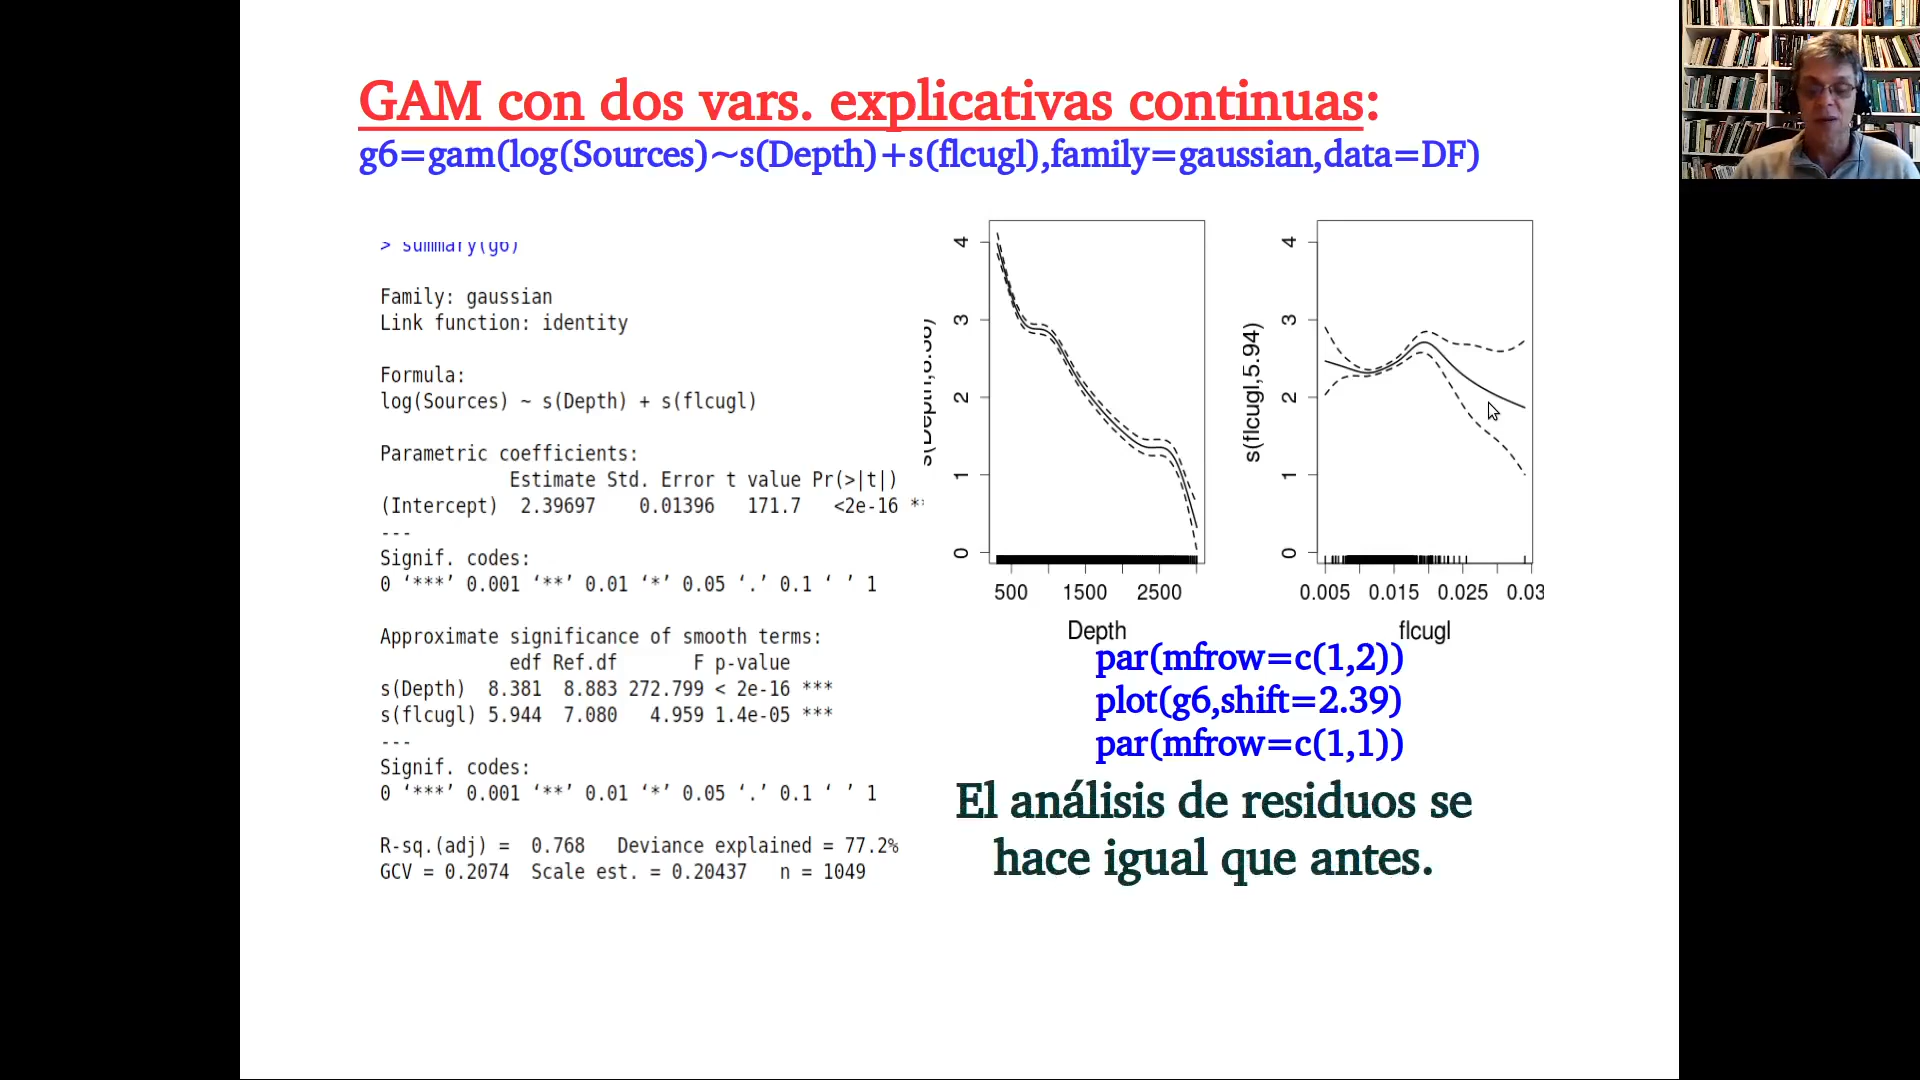 GAM con dos vars. explicativas continuas:
g6=gam(log(Sources)~s(Depth)+s(flcugl),family=gaussian,data=DF)
> summary(g6)
Family: gaussian
Link function: identity
Formula:
log(Sources) ~ s(Depth) + s(flcugl)
Parametric coefficients:
Estimate Std. Error t value Pr(>|t|)
(Intercept) 2.39697 0.01396 171.7 <2e-16 **
---
Signif. codes:
0 ‘***’ 0.001 ‘**’ 0.01 ‘*’ 0.05 ‘.’ 0.1 ‘ ’ 1
Approximate significance of smooth terms:
edf Ref.df F p-value
s(Depth) 8.381 8.883 272.799 < 2e-16 ***
s(flcugl) 5.944 7.080 4.959 1.4e-05 ***
---
Signif. codes:
0 ‘***’ 0.001 ‘**’ 0.01 ‘*’ 0.05 ‘.’ 0.1 ‘ ’ 1
R-sq.(adj) = 0.768 Deviance explained = 77.2%
GCV = 0.2074 Scale est. = 0.20437 n = 1049
s(Depth,8.38)
4
3
2
1
0
500 1500 2500
Depth
s(flcugl,5.94)
4
3
2
1
0
0.005 0.015 0.025 0.03
flcugl
par(mfrow=c(1,2))
plot(g6,shift=2.39)
par(mfrow=c(1,1))
El análisis de residuos se
hace igual que antes.